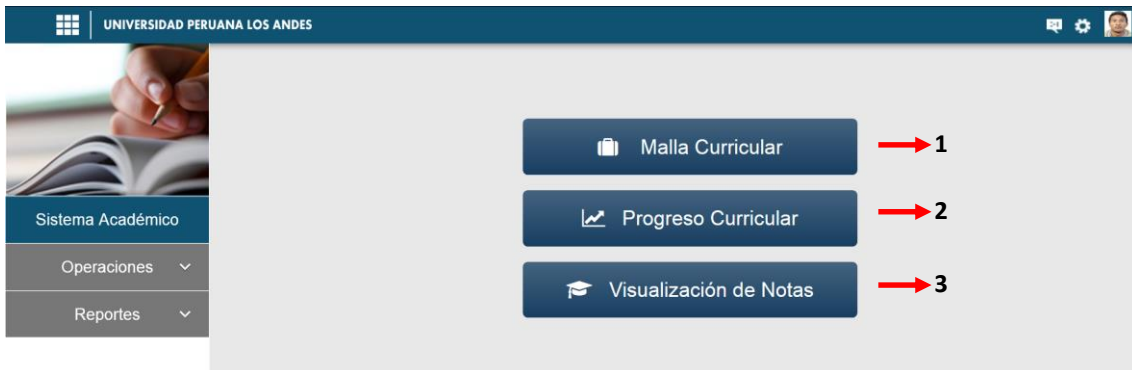 UNIVERSIDAD PERUANA LOS ANDES
Malla Curricular
1
Progreso Curricular
2
Sistema Académico
Operaciones
Visualización de Notas
3
Reportes